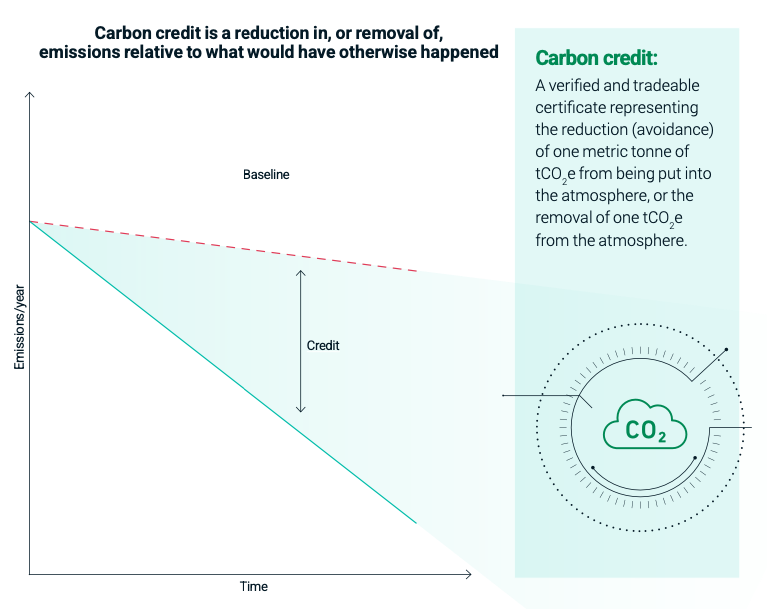 Carbon credit is a reduction in, or removal of,
emissions relative to what would have otherwise happened
Baseline
Credit
Emissions/year
Time
Carbon credit:
A verified and tradeable
certificate representing
the reduction (avoidance)
of one metric tonne of
tCO₂e from being put into
the atmosphere, or the
removal of one tCO₂e
from the atmosphere.
CO₂